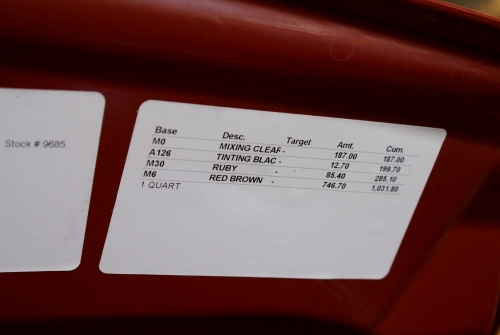 Stock # 9685
Base Desc. Target Amt. Cum.
M0 MIXING CLEAR - 187.00 187.00
A126 TINTING BLAC - 12.70 199.70
M30 RUBY - 85.40 285.10
M6 RED BROWN - 746.70 1,031.80
1 QUART